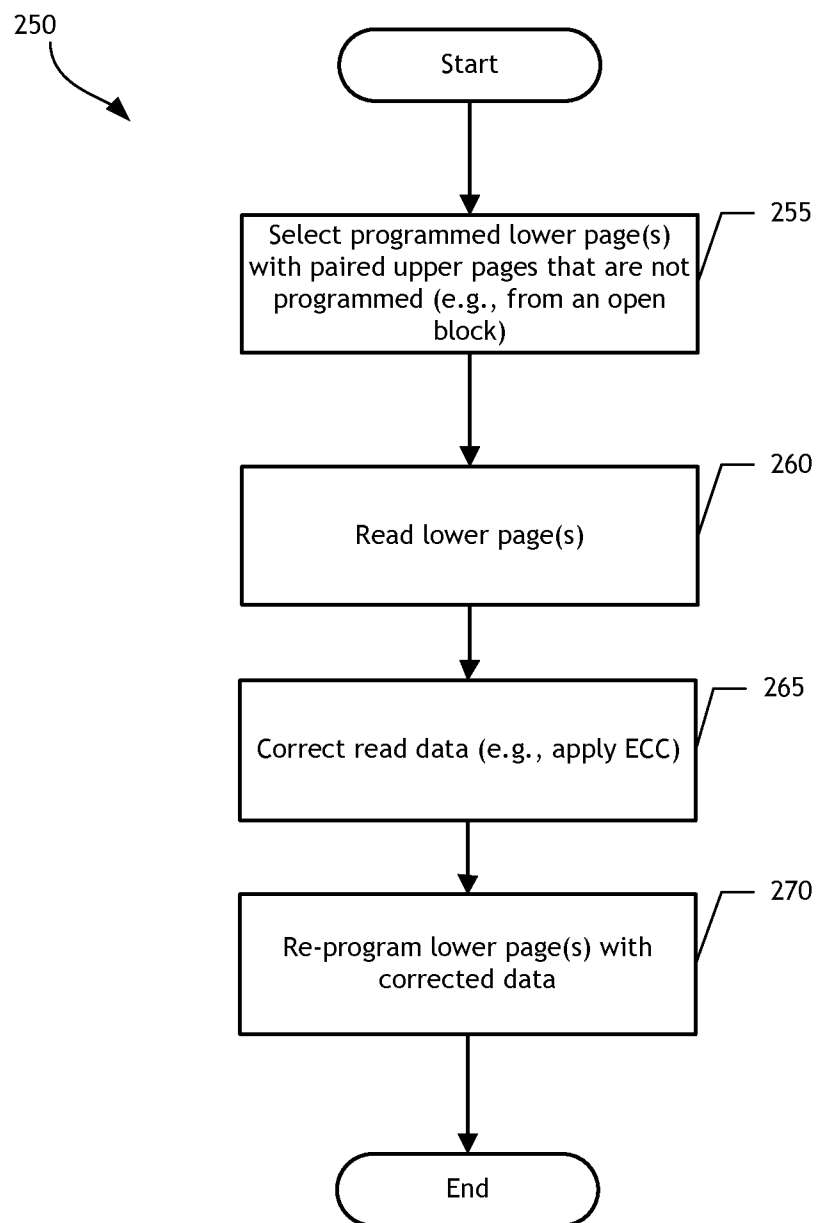 250
Start
255
Select programmed lower page(s)
with paired upper pages that are not
programmed (e.g., from an open
block)
260
Read lower page(s)
265
Correct read data (e.g., apply ECC)
270
Re-program lower page(s) with
corrected data
End